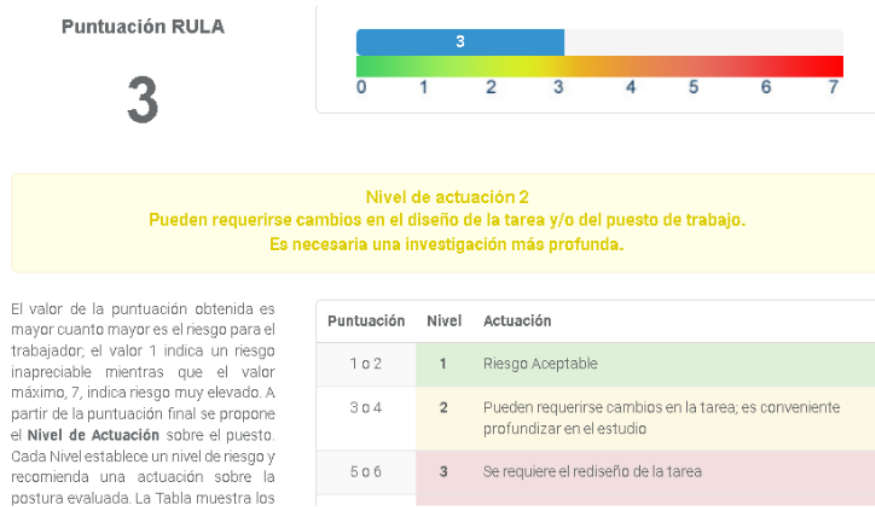 Puntuación RULA
3
3
0 1 2 3 4 5 6 7
Nivel de actuación 2
Pueden requerirse cambios en el diseño de la tarea y/o del puesto de trabajo.
Es necesaria una investigación más profunda.
El valor de la puntuación obtenida es
mayor cuanto mayor es el riesgo para el
trabajador; el valor 1 indica un riesgo
inapreciable mientras que el valor
máximo, 7, indica riesgo muy elevado. A
partir de la puntuación final se propone
el Nivel de Actuación sobre el puesto.
Cada Nivel establece un nivel de riesgo y
recomienda una actuación sobre la
postura evaluada. La Tabla muestra los
Puntuación Nivel Actuación
1 o 2 1 Riesgo Aceptable
3 o 4 2 Pueden requerirse cambios en la tarea; es conveniente
profundizar en el estudio
5 o 6 3 Se requiere el rediseño de la tarea